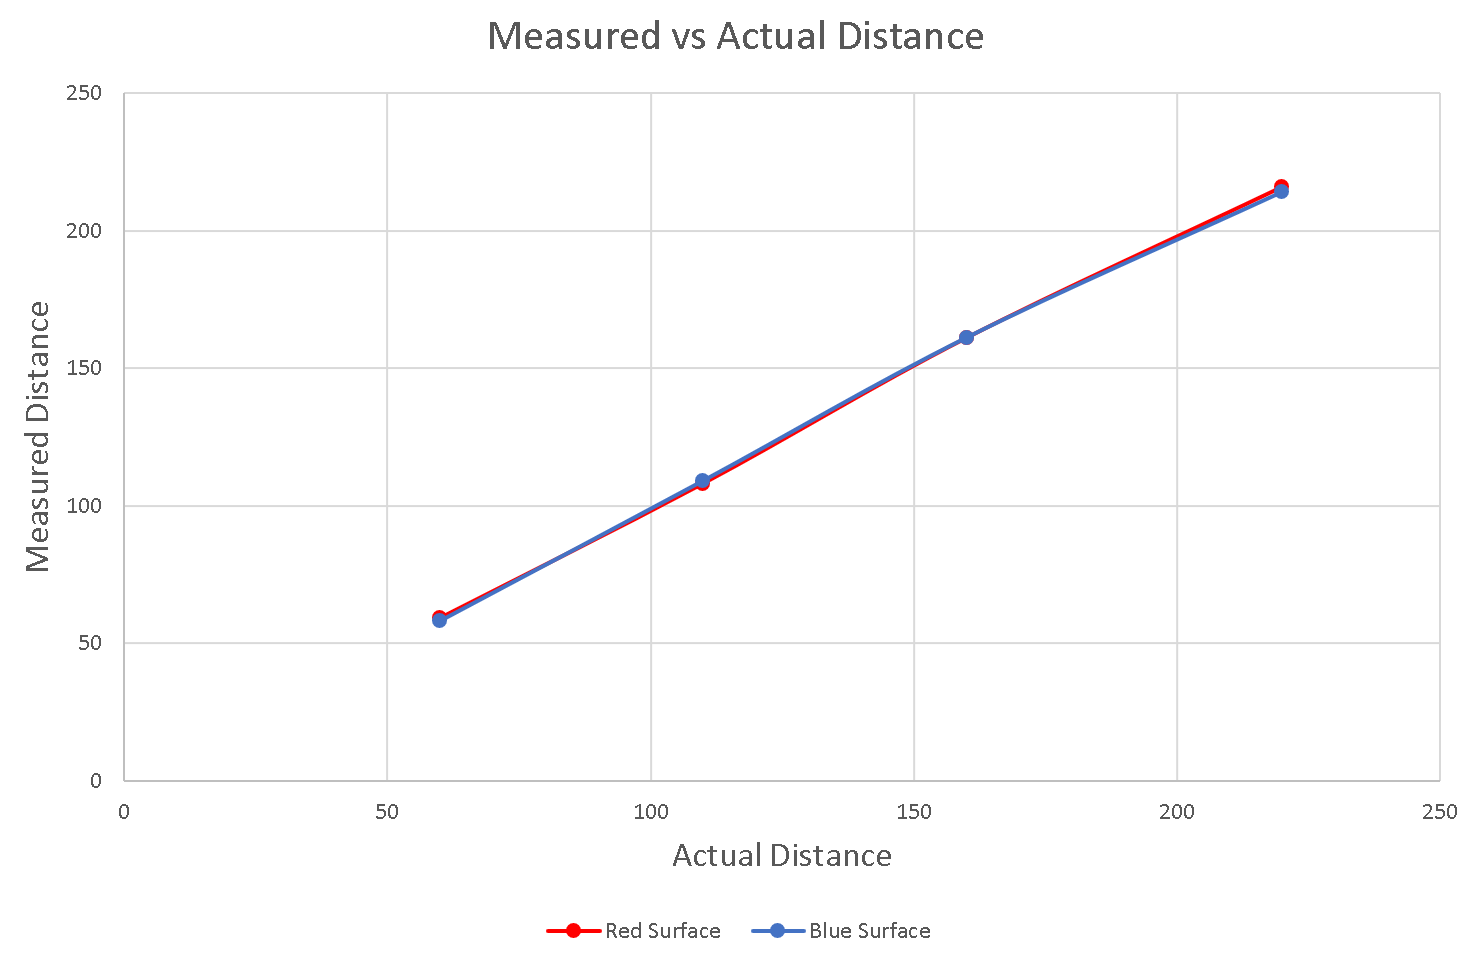 Measured vs Actual Distance
250
200
150
100
50
0
Measured Distance
0 50 100 150 200 250
Actual Distance
Red Surface Blue Surface